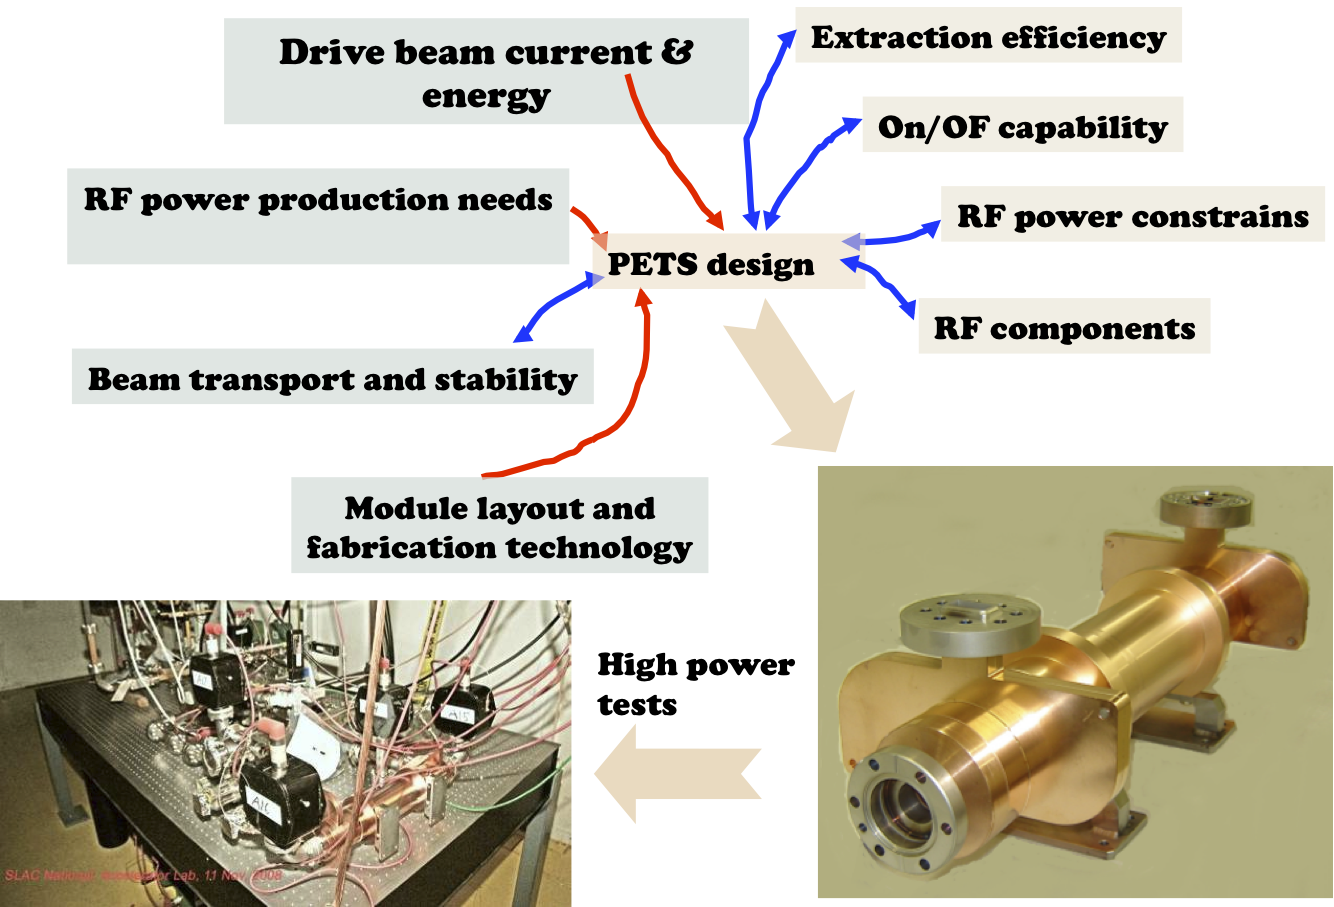 Drive beam current &
energy
Extraction efficiency
On/OF capability
RF power production needs
RF power constrains
PETS design
RF components
Beam transport and stability
Module layout and
fabrication technology
High power
tests
SLAC National Accelerator Lab, 11 Nov, 2008